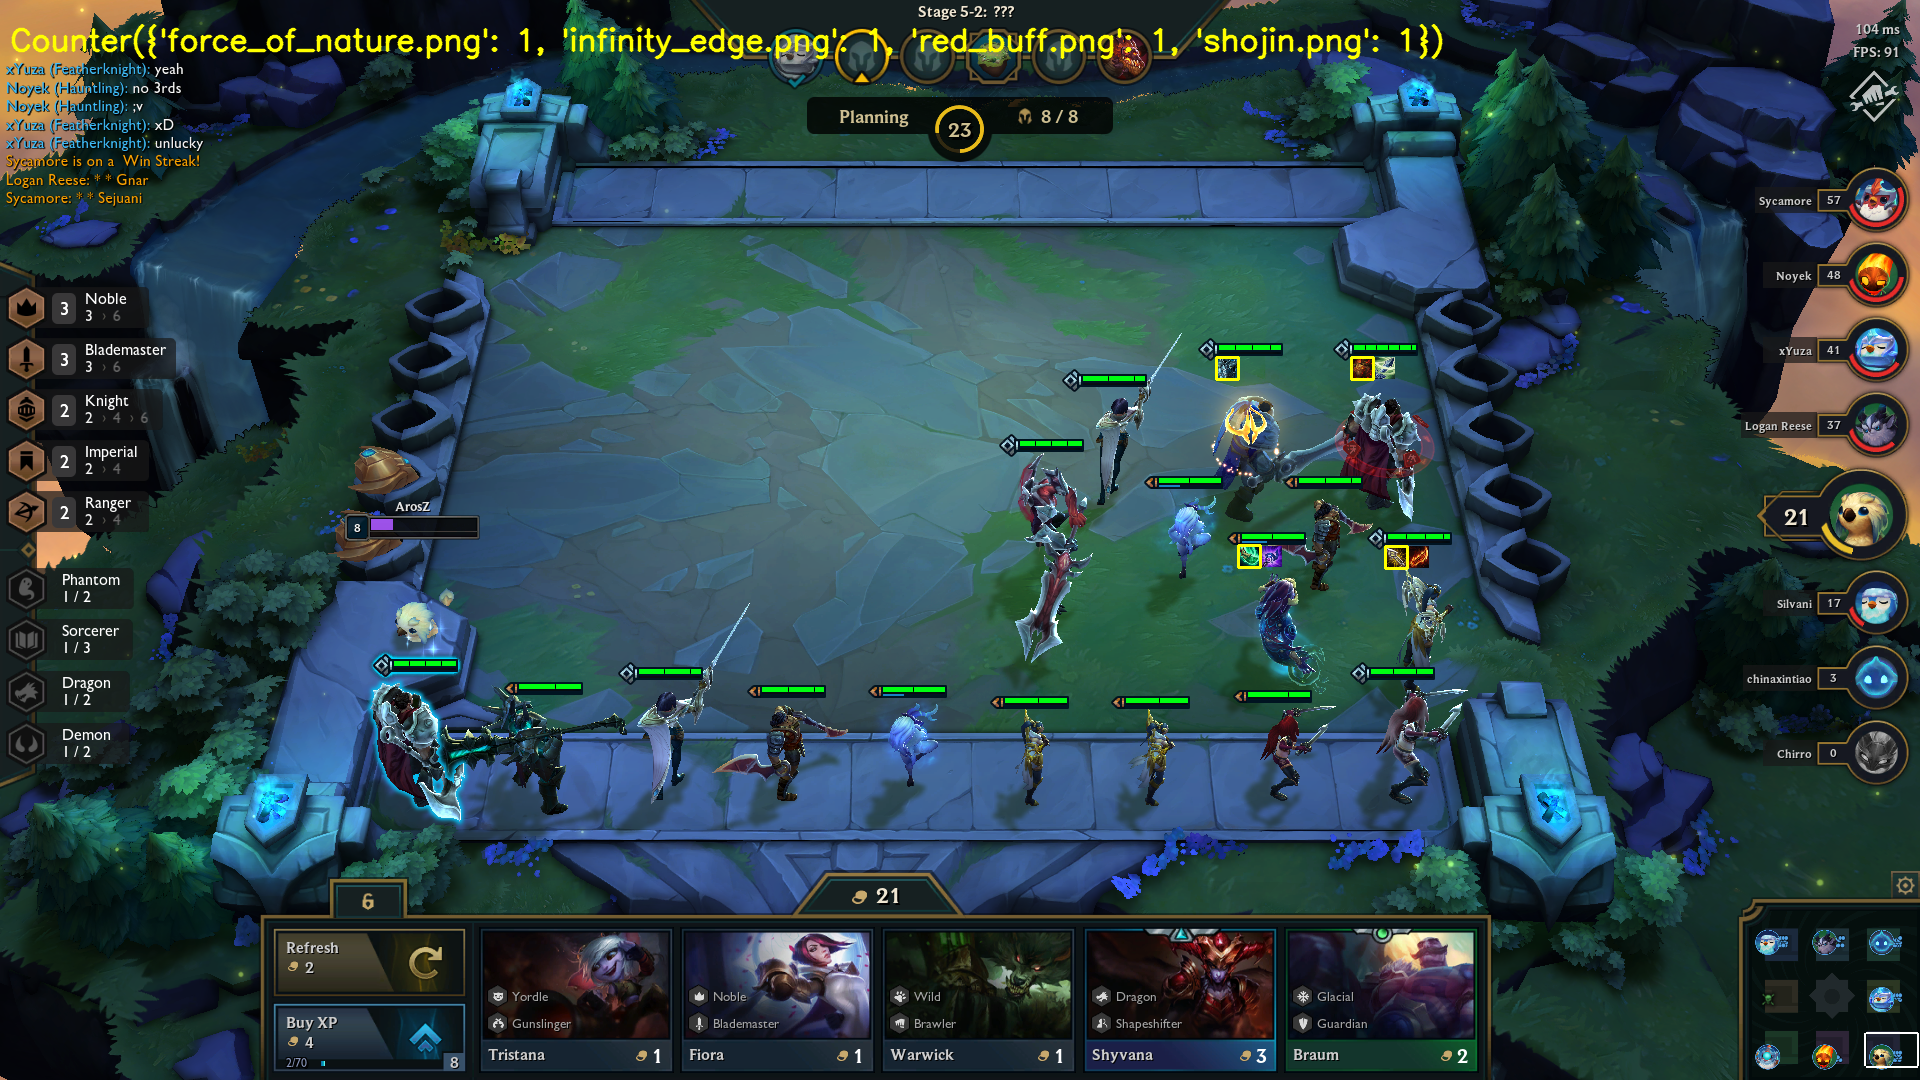 Stage 5-2: ???
Counter({'force_of_nature.png': 1, 'infinity_edge.png': 1, 'red_buff.png': 1, 'shojin.png': 1})
104 ms
FPS: 91
xYuza (Featherknight): yeah
Noyek (Hauntling): no 3rds
Noyek (Hauntling): ;v
xYuza (Featherknight): xD
xYuza (Featherknight): unlucky
Sycamore is on a Win Streak!
Logan Reese: * * Gnar
Sycamore: * * Sejuani
Planning
23
8 / 8
Sycamore 57
Noyek 48
xYuza 41
Logan Reese 37
21
Silvani 17
chinaxintiao 3
Chirro 0
3 Noble
3 › 6
3 Blademaster
3 › 6
2 Knight
2 › 4 › 6
2 Imperial
2 › 4
2 Ranger
2 › 4
Phantom
1 / 2
Sorcerer
1 / 3
Dragon
1 / 2
Demon
1 / 2
ArosZ
8
6
21
Refresh
2
Buy XP
4
2/70
8
Yordle
Gunslinger
Tristana 1
Noble
Blademaster
Fiora 1
Wild
Brawler
Warwick 1
Dragon
Shapeshifter
Shyvana 3
Glacial
Guardian
Braum 2